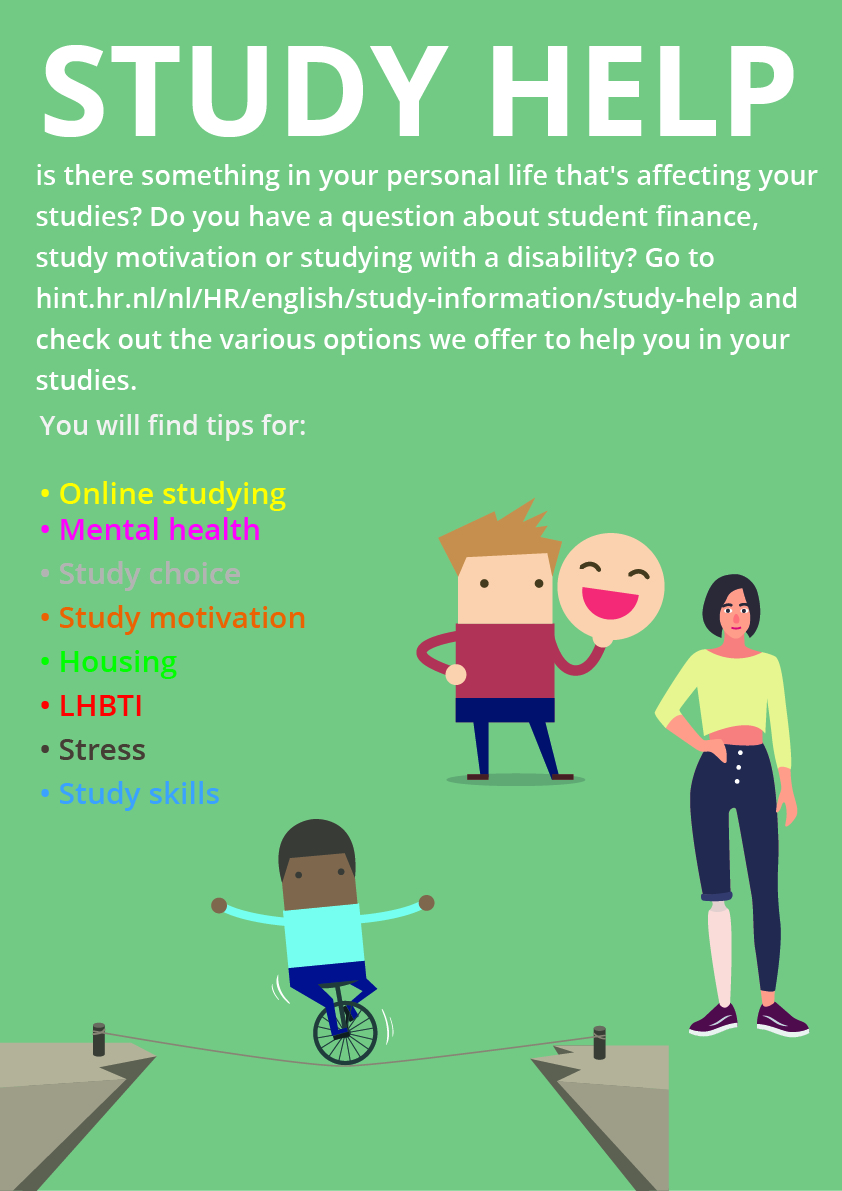 STUDY HELP
is there something in your personal life that's affecting your
studies? Do you have a question about student finance,
study motivation or studying with a disability? Go to
hint.hr.nl/nl/HR/english/study-information/study-help and
check out the various options we offer to help you in your
studies.
You will find tips for:
• Online studying
• Mental health
• Study choice
• Study motivation
• Housing
• LHBTI
• Stress
• Study skills